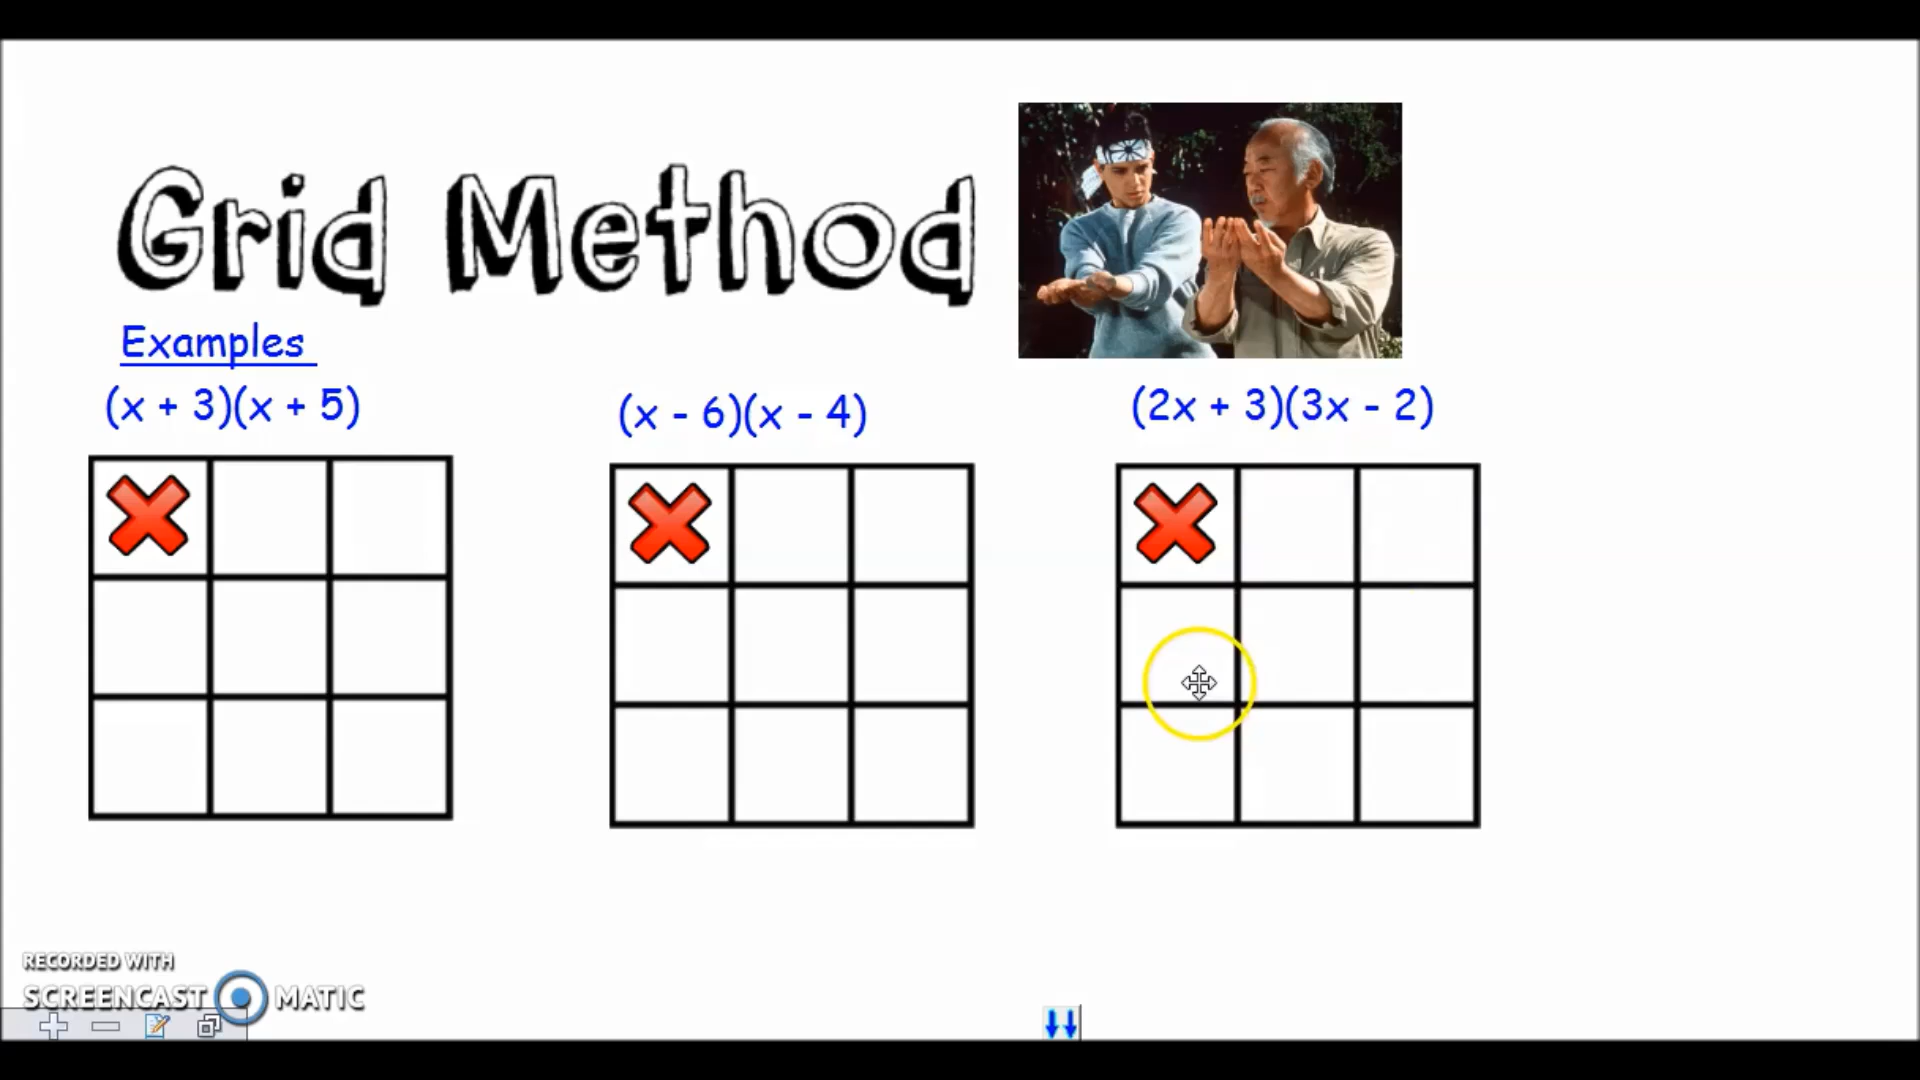 Grid Method
Examples
(x + 3)(x + 5)
(x - 6)(x - 4)
(2x + 3)(3x - 2)
RECORDED WITH
SCREENCAST MATIC